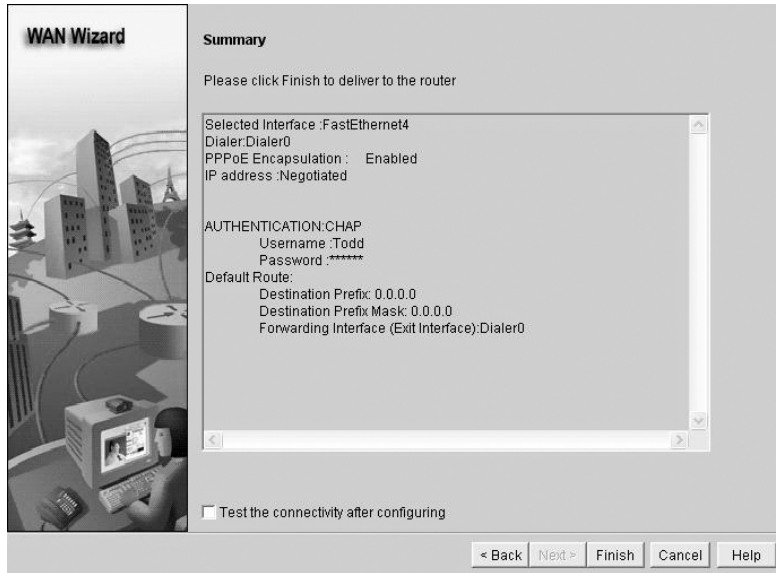 WAN Wizard
Summary
Please click Finish to deliver to the router
Selected Interface :FastEthernet4
Dialer:Dialer0
PPPoE Encapsulation :    Enabled
IP address :Negotiated
AUTHENTICATION:CHAP
Username :Todd
Password :******
Default Route:
Destination Prefix: 0.0.0.0
Destination Prefix Mask: 0.0.0.0
Forwarding Interface (Exit Interface):Dialer0
Test the connectivity after configuring
< Back Next > Finish Cancel Help